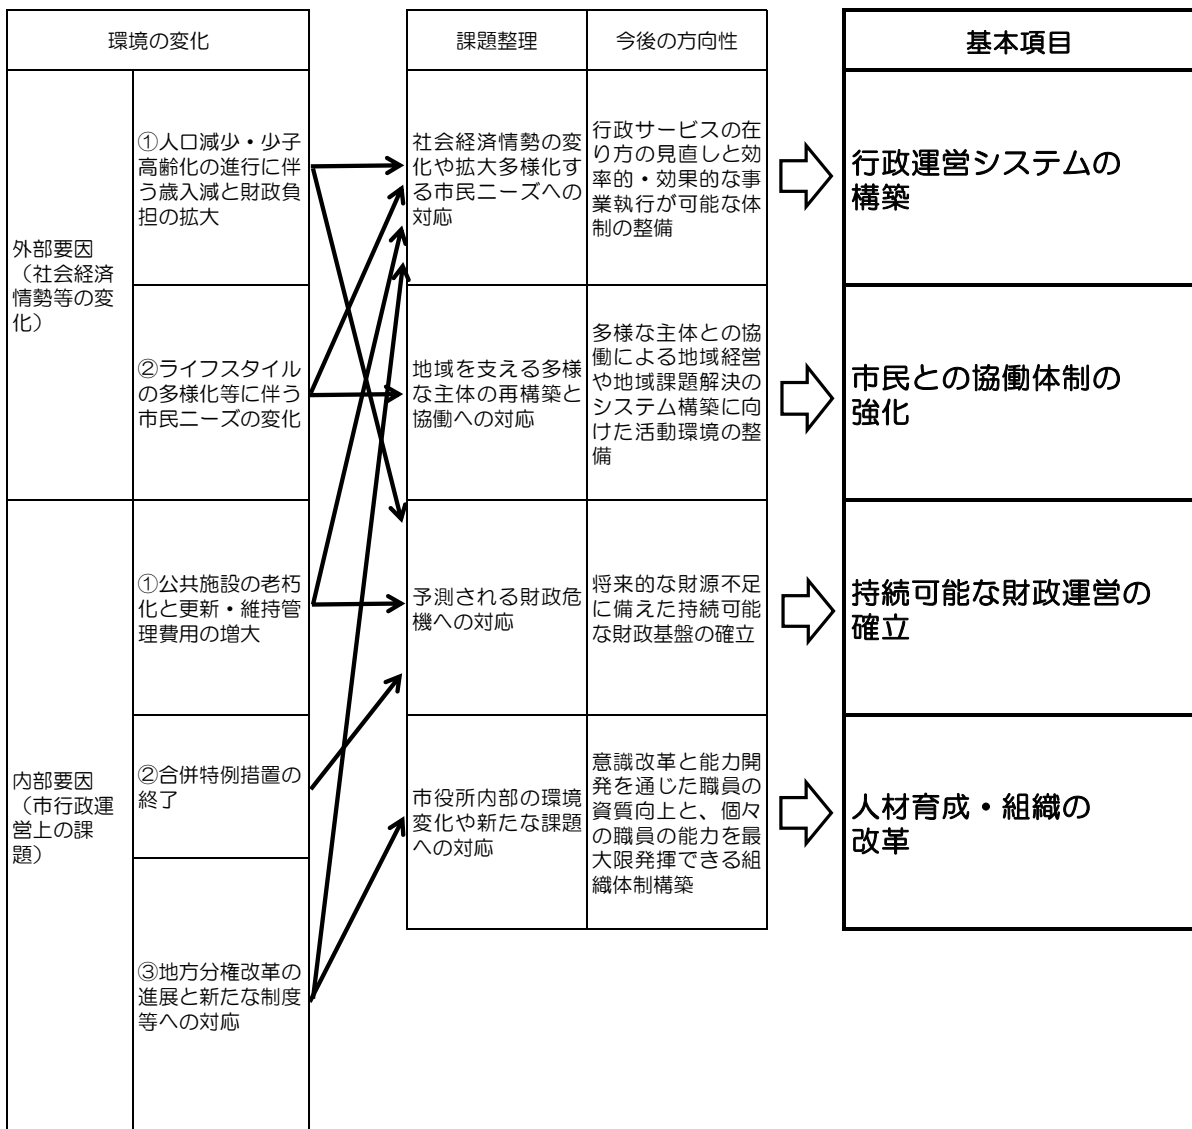 環境の変化
課題整理
今後の方向性
基本項目
外部要因
（社会経済
情勢等の変
化）
①人口減少・少子
高齢化の進行に伴
う歳入減と財政負
担の拡大
社会経済情勢の変
化や拡大多様化す
る市民ニーズへの
対応
行政サービスの在
り方の見直しと効
率的・効果的な事
業執行が可能な体
制の整備
行政運営システムの
構築
②ライフスタイル
の多様化等に伴う
市民ニーズの変化
地域を支える多様
な主体の再構築と
協働への対応
多様な主体との協
働による地域経営
や地域課題解決の
システム構築に向
けた活動環境の整
備
市民との協働体制の
強化
内部要因
（市行政運
営上の課
題）
①公共施設の老朽
化と更新・維持管
理費用の増大
予測される財政危
機への対応
将来的な財源不足
に備えた持続可能
な財政基盤の確立
持続可能な財政運営の
確立
②合併特例措置の
終了
市役所内部の環境
変化や新たな課題
への対応
意識改革と能力開
発を通じた職員の
資質向上と、個々
の職員の能力を最
大限発揮できる組
織体制構築
人材育成・組織の
改革
③地方分権改革の
進展と新たな制度
等への対応